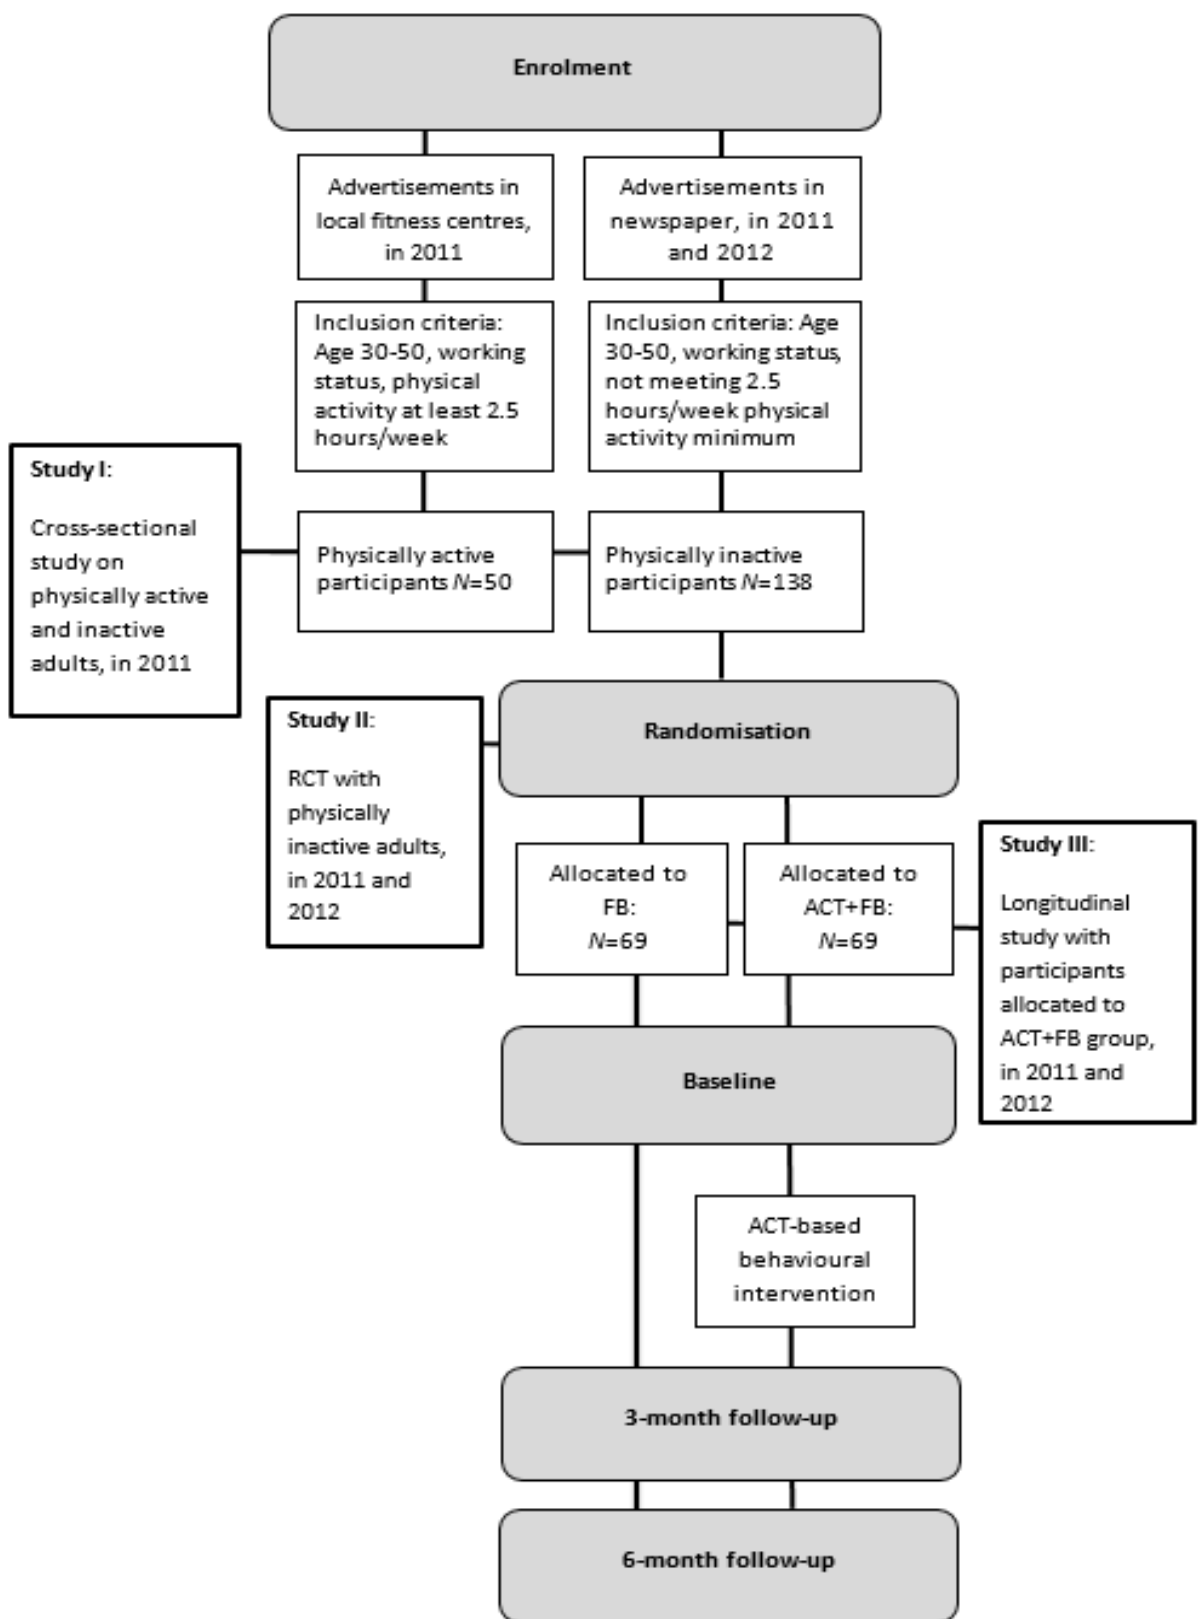 Enrolment
Advertisements in
local fitness centres,
in 2011
Advertisements in
newspaper, in 2011
and 2012
Inclusion criteria:
Age 30-50, working
status, physical
activity at least 2.5
hours/week
Inclusion criteria: Age
30-50, working status,
not meeting 2.5
hours/week physical
activity minimum
Study I:
Cross-sectional
study on
physically active
and inactive
adults, in 2011
Physically active
participants N=50
Physically inactive
participants N=138
Randomisation
Study II:
RCT with
physically
inactive adults,
in 2011 and
2012
Allocated to
FB:
N=69
Allocated to
ACT+FB:
N=69
Study III:
Longitudinal
study with
participants
allocated to
ACT+FB group,
in 2011 and
2012
Baseline
ACT-based
behavioural
intervention
3-month follow-up
6-month follow-up